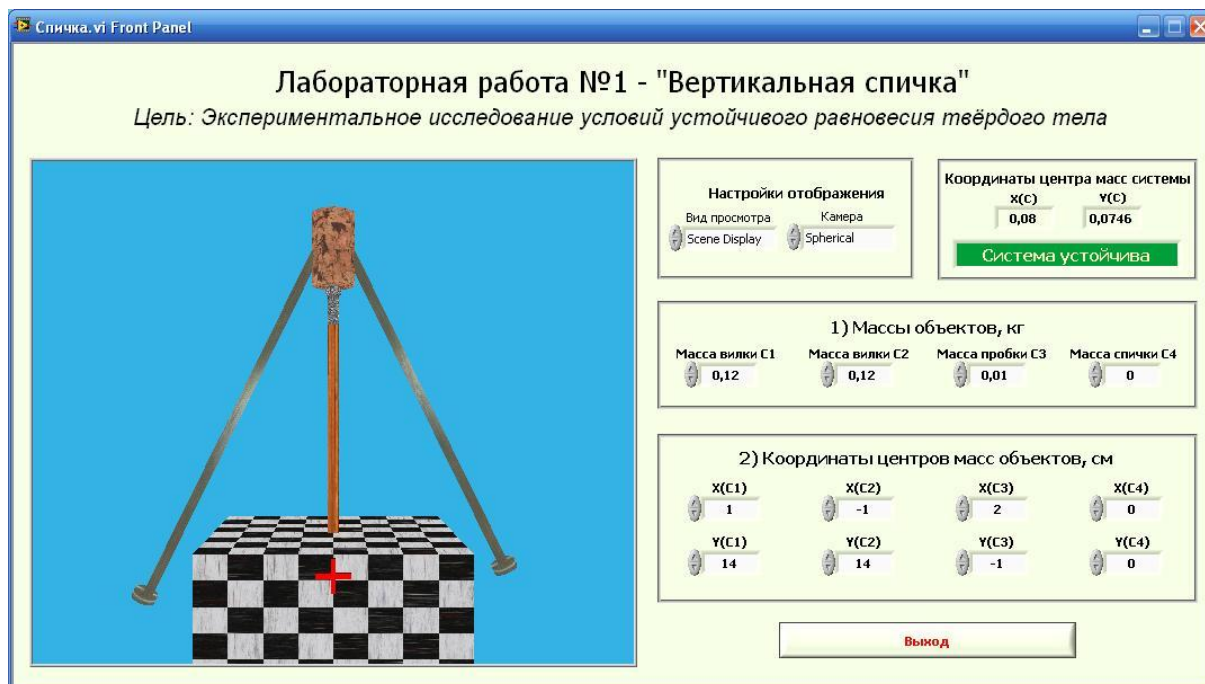 Спичка.vi Front Panel
Лабораторная работа №1 - "Вертикальная спичка"
Цель: Экспериментальное исследование условий устойчивого равновесия твёрдого тела
Настройки отображения
Вид просмотра Камера
Scene Display Spherical
Координаты центра масс системы
X(C) Y(C)
0,08 0,0746
Система устойчива
1) Массы объектов, кг
Масса вилки C1 Масса вилки C2 Масса пробки C3 Масса спички C4
0,12 0,12 0,01 0
2) Координаты центров масс объектов, см
X(C1) X(C2) X(C3) X(C4)
1 -1 2 0
Y(C1) Y(C2) Y(C3) Y(C4)
14 14 -1 0
Выход